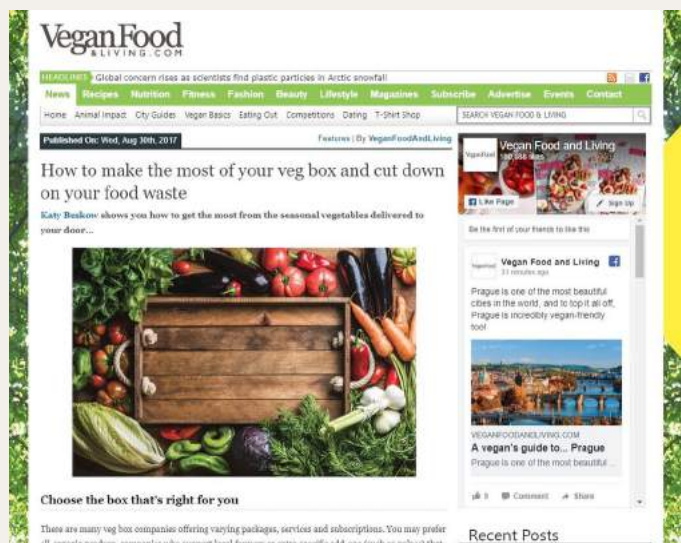 VeganFood
& LIVING.COM
HEADLINES Global concern rises as scientists find plastic particles in Arctic snowfall
News Recipes Nutrition Fitness Fashion Beauty Lifestyle Magazines Subscribe Advertise Events Contact
Home Animal Impact City Guides Vegan Basics Eating Out Competitions Dating T-Shirt Shop
SEARCH VEGAN FOOD & LIVING
Published On: Wed, Aug 30th, 2017
Features | By VeganFoodAndLiving
How to make the most of your veg box and cut down
on your food waste
Katy Beskow shows you how to get the most from the seasonal vegetables delivered to
your door...
Choose the box that's right for you
There are many veg box companies offering varying packages, services and subscriptions. You may prefer
Vegan Food and Living
likes
Like Page
Sign Up
Be the first of your friends to like this
Vegan Food and Living
31 minutes ago
Prague is one of the most beautiful
cities in the world, and to top it all off,
Prague is incredibly vegan-friendly
too!
VEGANFOODANDLIVING.COM
A vegan's guide to... Prague
Prague is one of the most beautiful ...
Comment Share
Recent Posts